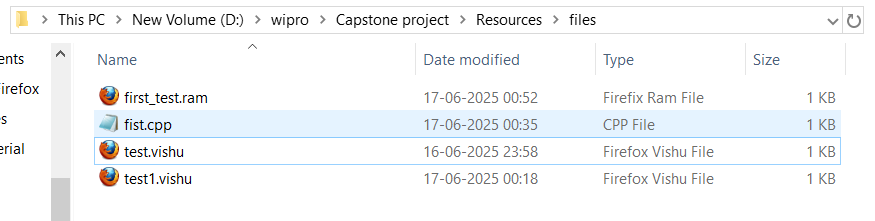 This PC > New Volume (D:) > wipro > Capstone project > Resources > files
Name Date modified Type Size
ents
irefox
es
erial
first_test.ram 17-06-2025 00:52 Firefix Ram File 1 KB
fist.cpp 17-06-2025 00:35 CPP File 1 KB
test.vishu 16-06-2025 23:58 Firefox Vishu File 1 KB
test1.vishu 17-06-2025 00:18 Firefox Vishu File 1 KB